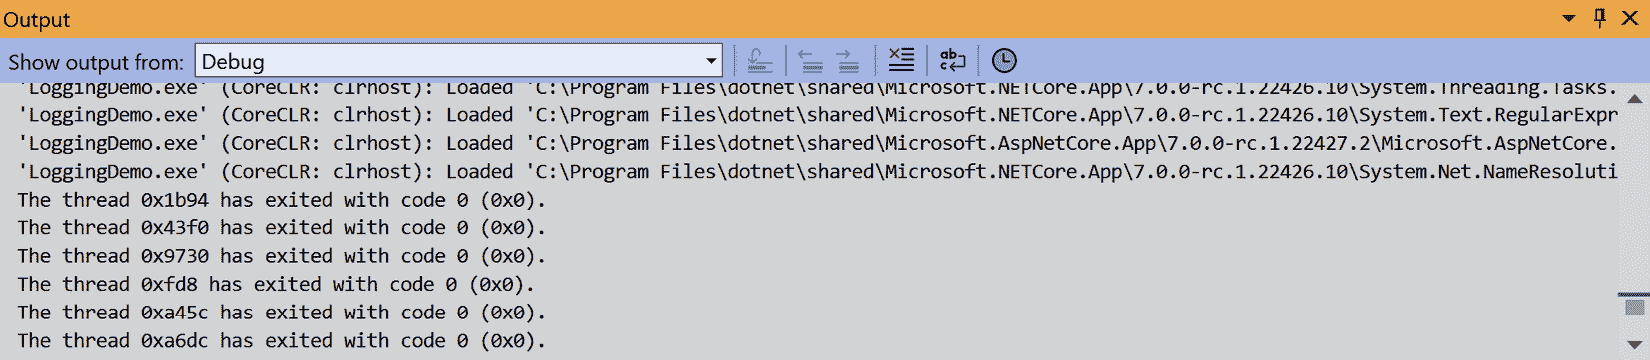 Output
Show output from: Debug
'LoggingDemo.exe' (CoreCLR: clrhost): Loaded 'C:\Program Files\dotnet\shared\Microsoft.NETCore.App\7.0.0-rc.1.22426.10\System.Threading.Tasks.
'LoggingDemo.exe' (CoreCLR: clrhost): Loaded 'C:\Program Files\dotnet\shared\Microsoft.NETCore.App\7.0.0-rc.1.22426.10\System.Text.RegularExpr
'LoggingDemo.exe' (CoreCLR: clrhost): Loaded 'C:\Program Files\dotnet\shared\Microsoft.AspNetCore.App\7.0.0-rc.1.22427.2\Microsoft.AspNetCore.
'LoggingDemo.exe' (CoreCLR: clrhost): Loaded 'C:\Program Files\dotnet\shared\Microsoft.NETCore.App\7.0.0-rc.1.22426.10\System.Net.NameResoluti
The thread 0x1b94 has exited with code 0 (0x0).
The thread 0x43f0 has exited with code 0 (0x0).
The thread 0x9730 has exited with code 0 (0x0).
The thread 0xfd8 has exited with code 0 (0x0).
The thread 0xa45c has exited with code 0 (0x0).
The thread 0xa6dc has exited with code 0 (0x0).